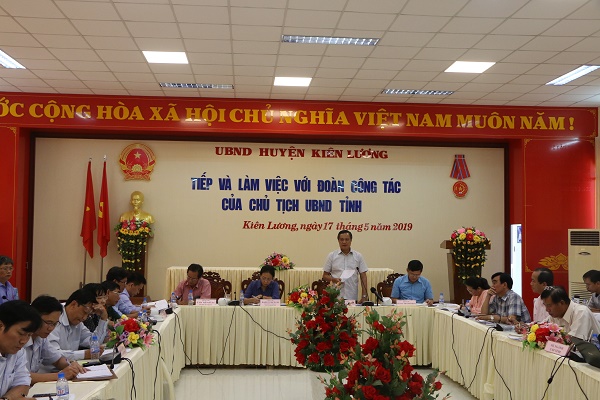 ƯỚC CỘNG HÒA XÃ HỘI CHỦ NGHĨA VIỆT NAM MUÔN NĂM !
UBND HUYỆN KIÊN LƯƠNG
TIẾP VÀ LÀM VIỆC VỚI ĐOÀN CÔNG TÁC
CỦA CHỦ TỊCH UBND TỈNH
Kiên Lương, ngày 17 tháng 5 năm 2019